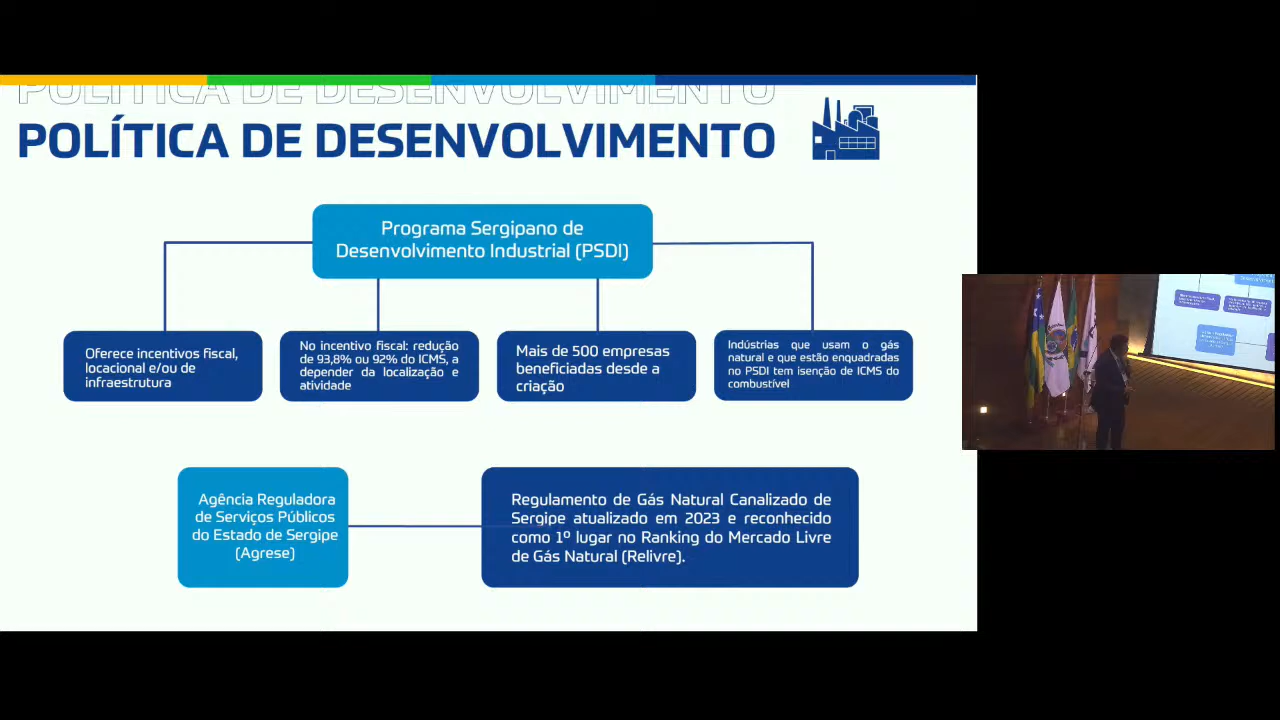 POLÍTICA DE DESENVOLVIMENTO
POLÍTICA DE DESENVOLVIMENTO
Programa Sergipano de
Desenvolvimento Industrial (PSDI)
Oferece incentivos fiscal,
locacional e/ou de
infraestrutura
No incentivo fiscal: redução
de 93,8% ou 92% do ICMS, a
depender da localização e
atividade
Mais de 500 empresas
beneficiadas desde a
criação
Indústrias que usam o gás
natural e que estão enquadradas
no PSDI tem isenção de ICMS do
combustível
Agência Reguladora
de Serviços Públicos
do Estado de Sergipe
(Agrese)
Regulamento de Gás Natural Canalizado de
Sergipe atualizado em 2023 e reconhecido
como 1º lugar no Ranking do Mercado Livre
de Gás Natural (Relivre).